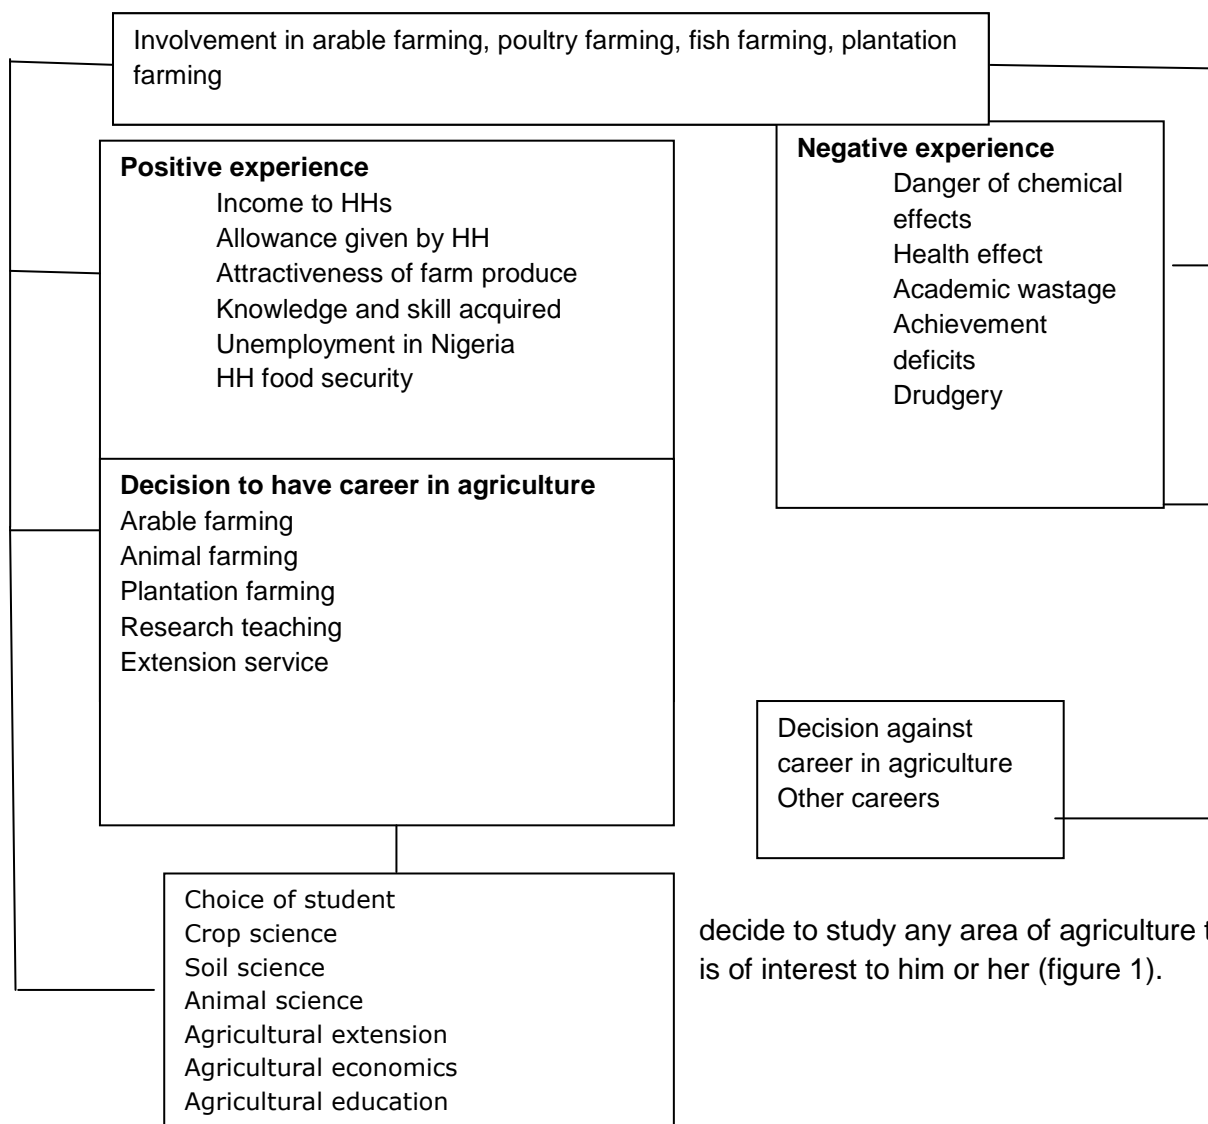 Involvement in arable farming, poultry farming, fish farming, plantation
farming
Positive experience
Income to HHs
Allowance given by HH
Attractiveness of farm produce
Knowledge and skill acquired
Unemployment in Nigeria
HH food security
Negative experience
Danger of chemical
effects
Health effect
Academic wastage
Achievement
deficits
Drudgery
Decision to have career in agriculture
Arable farming
Animal farming
Plantation farming
Research teaching
Extension service
Decision against
career in agriculture
Other careers
Choice of student
Crop science
Soil science
Animal science
Agricultural extension
Agricultural economics
Agricultural education
decide to study any area of agriculture
is of interest to him or her (figure 1).